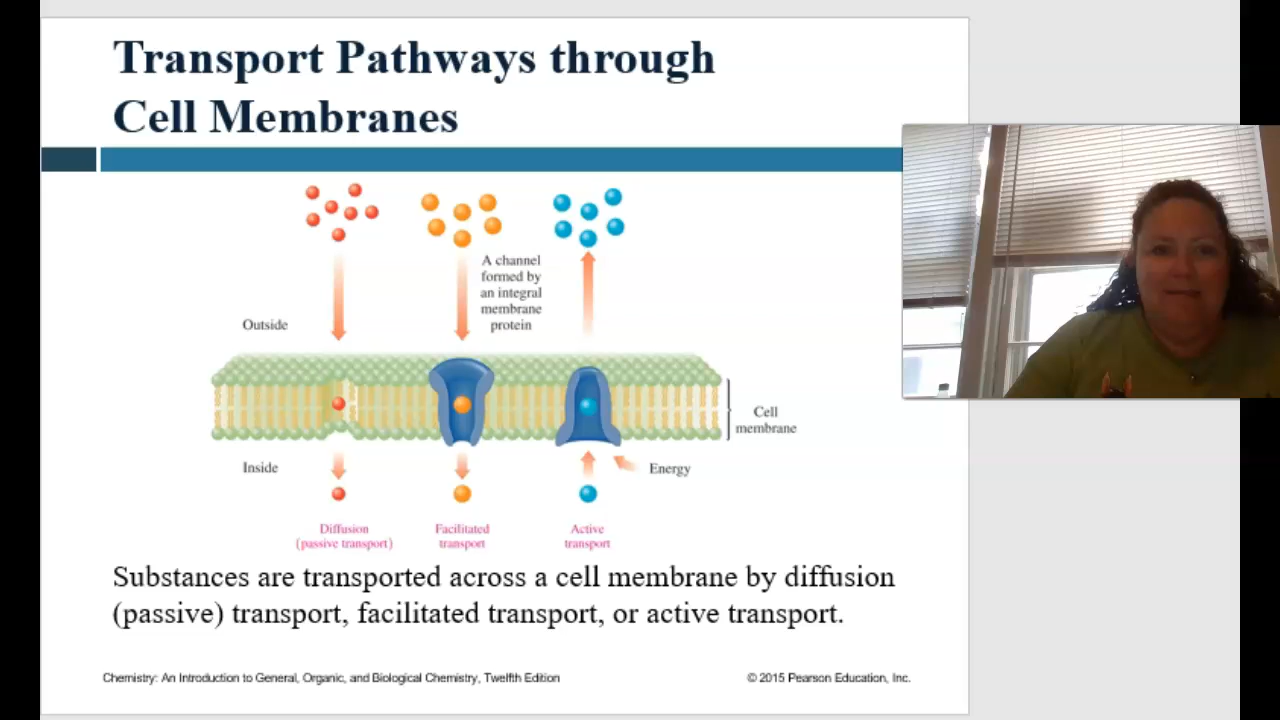 Transport Pathways through
Cell Membranes
A channel
formed by
an integral
membrane
protein
Outside
Cell
membrane
Inside
Energy
Diffusion
(passive transport)
Facilitated
transport
Active
transport
Substances are transported across a cell membrane by diffusion
(passive) transport, facilitated transport, or active transport.
Chemistry: An Introduction to General, Organic, and Biological Chemistry, Twelfth Edition
© 2015 Pearson Education, Inc.